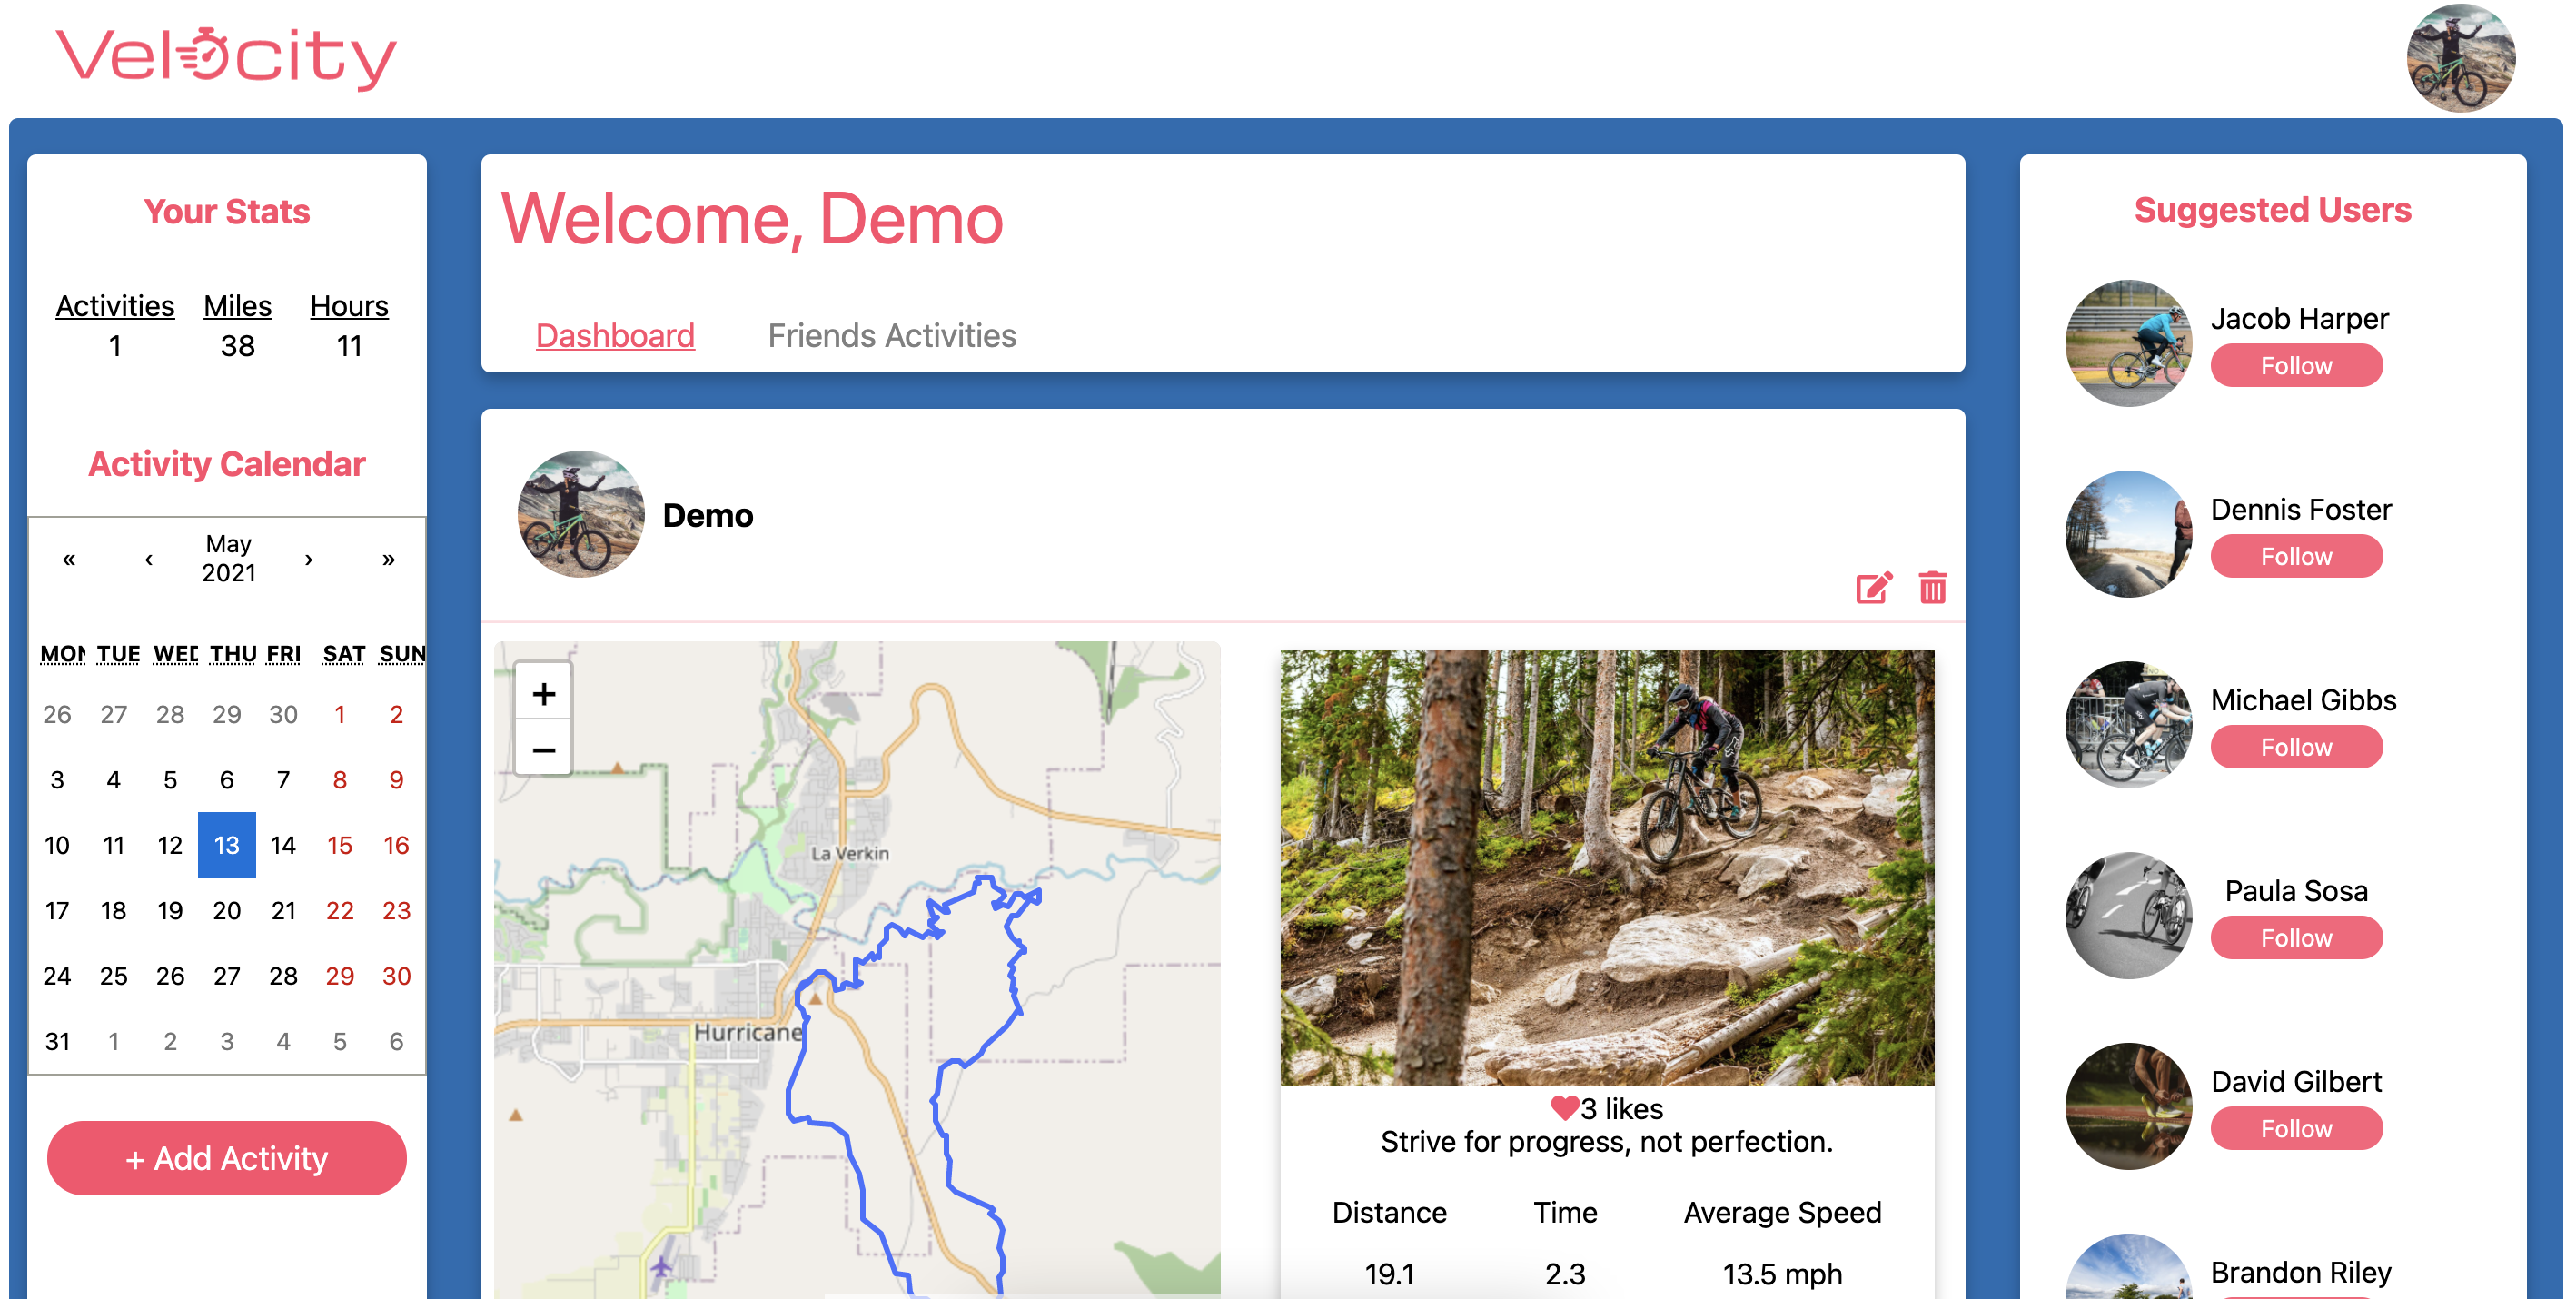 Velocity
Your Stats
Activities Miles Hours
1 38 11
Activity Calendar
« ‹ May 2021 › »
MON TUE WED THU FRI SAT SUN
26 27 28 29 30 1 2
3 4 5 6 7 8 9
10 11 12 13 14 15 16
17 18 19 20 21 22 23
24 25 26 27 28 29 30
31 1 2 3 4 5 6
+ Add Activity
Welcome, Demo
Dashboard Friends Activities
Demo
+
−
La Verkin
Hurricane
3 likes
Strive for progress, not perfection.
Distance Time Average Speed
19.1 2.3 13.5 mph
Suggested Users
Jacob Harper
Follow
Dennis Foster
Follow
Michael Gibbs
Follow
Paula Sosa
Follow
David Gilbert
Follow
Brandon Riley